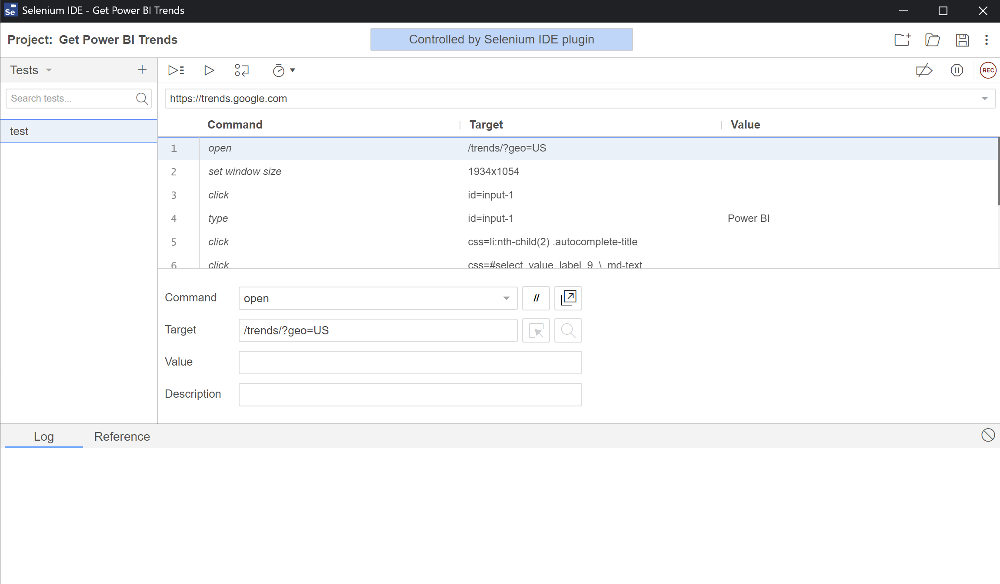 Se Selenium IDE - Get Power BI Trends
Project: Get Power BI Trends
Controlled by Selenium IDE plugin
Tests
REC
Search tests...
https://trends.google.com
Command Target Value
test
1 open /trends/?geo=US
2 set window size 1934x1054
3 click id=input-1
4 type id=input-1 Power BI
5 click css=li:nth-child(2) .autocomplete-title
6 click css=#select_value_label_9 .\_md-text
Command open //
Target /trends/?geo=US
Value
Description
Log Reference